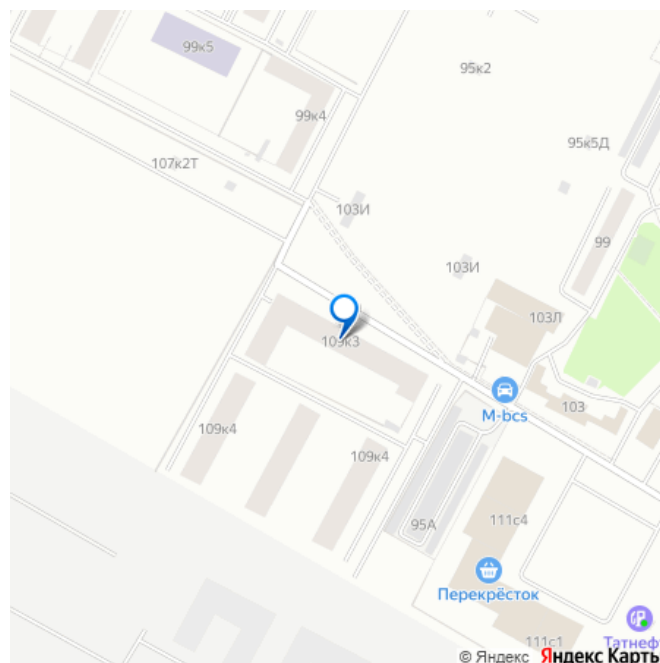 99к5
95к2
99к4
95к5Д
107к2Т
103И
99
103И
103Л
109к3
M-bcs
103
109к4
109к4
95А
111с4
Перекрёсток
111с1
Татнеф
© Яндекс Яндекс Карты